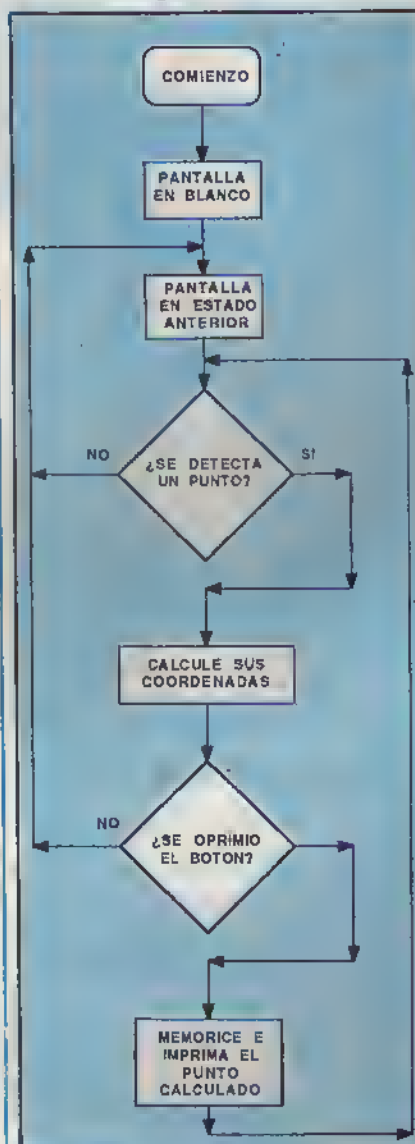 COMIENZO
PANTALLA
EN BLANCO
PANTALLA
EN ESTADO
ANTERIOR
NO
¿SE DETECTA
UN PUNTO?
SI
CALCULE SUS
COORDENADAS
NO
¿SE OPRIMIO
EL BOTON?
MEMORICE E
IMPRIMA EL
PUNTO
CALCULADO